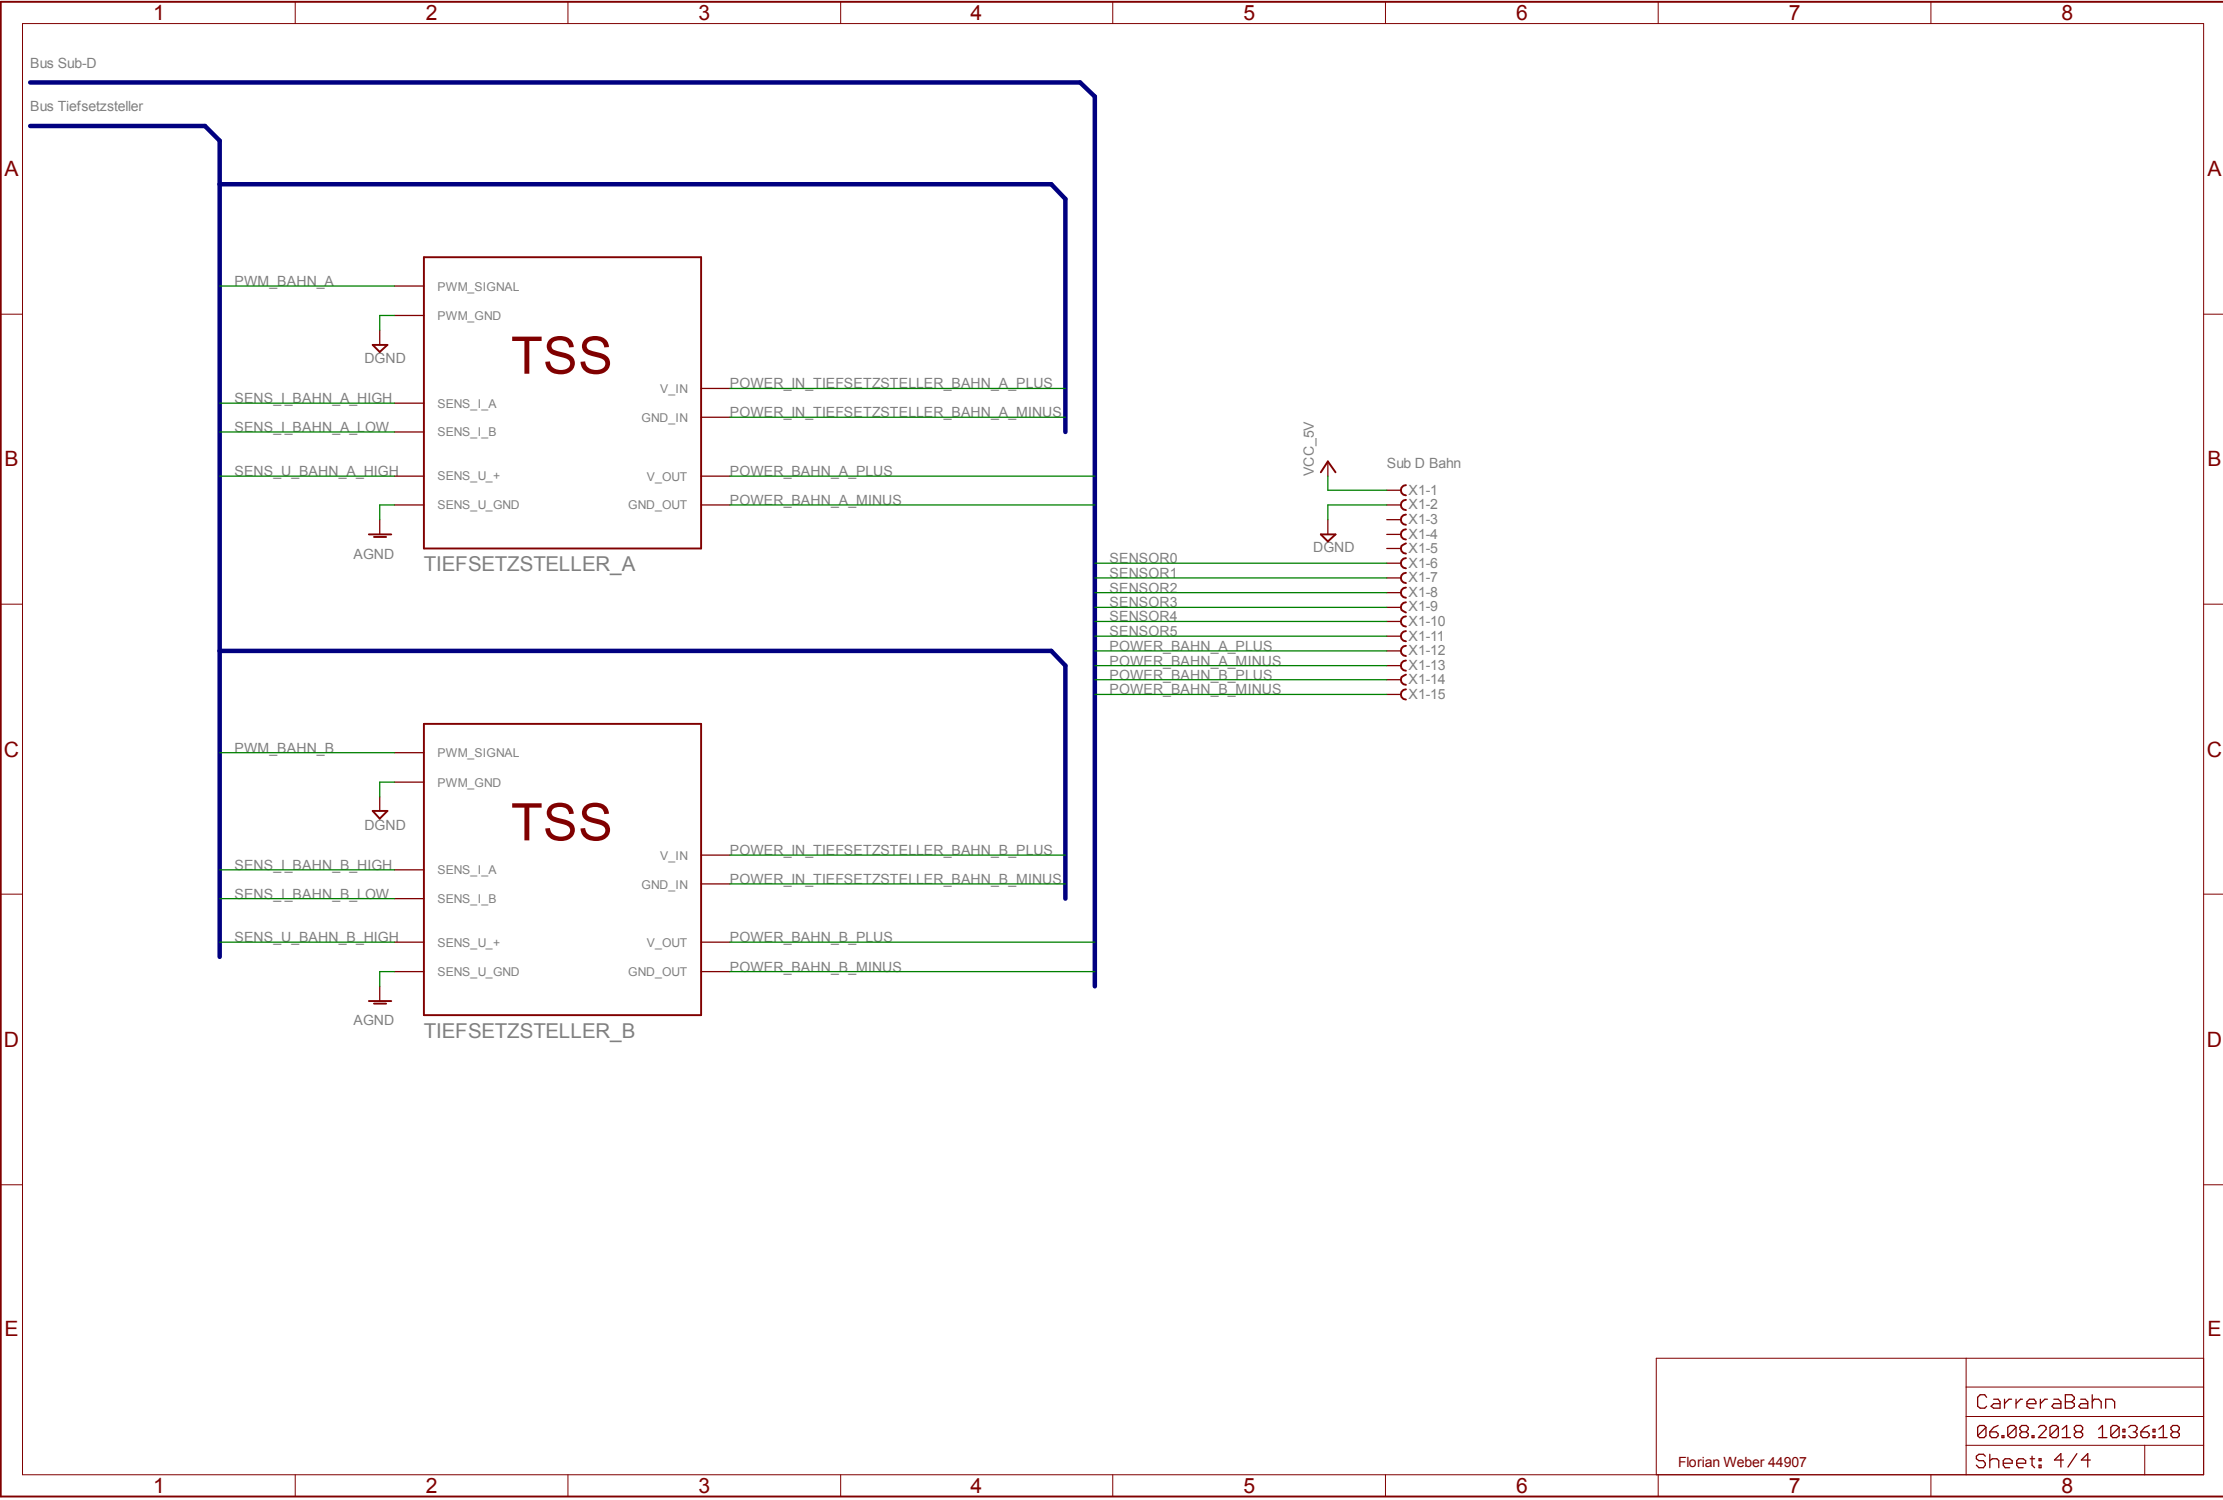 1 2 3 4 5 6 7 8
Bus Sub-D
Bus Tiefsetzsteller
A A
PWM_BAHN_A
PWM_SIGNAL
PWM_GND
DGND
TSS
SENS_I_BAHN_A_HIGH
SENS_I_A
SENS_I_BAHN_A_LOW
SENS_I_B
SENS_U_BAHN_A_HIGH
SENS_U_+
SENS_U_GND
AGND
V_IN
POWER_IN_TIEFSETZSTELLER_BAHN_A_PLUS
GND_IN
POWER_IN_TIEFSETZSTELLER_BAHN_A_MINUS
V_OUT
POWER_BAHN_A_PLUS
GND_OUT
POWER_BAHN_A_MINUS
TIEFSETZSTELLER_A
B B
VCC_5V
Sub D Bahn
X1-1
X1-2
X1-3
X1-4
DGND
X1-5
SENSOR0 X1-6
SENSOR1 X1-7
SENSOR2 X1-8
SENSOR3 X1-9
SENSOR4 X1-10
SENSOR5 X1-11
POWER_BAHN_A_PLUS X1-12
POWER_BAHN_A_MINUS X1-13
POWER_BAHN_B_PLUS X1-14
POWER_BAHN_B_MINUS X1-15
C C
PWM_BAHN_B
PWM_SIGNAL
PWM_GND
DGND
TSS
SENS_I_BAHN_B_HIGH
SENS_I_A
SENS_I_BAHN_B_LOW
SENS_I_B
SENS_U_BAHN_B_HIGH
SENS_U_+
SENS_U_GND
AGND
V_IN
POWER_IN_TIEFSETZSTELLER_BAHN_B_PLUS
GND_IN
POWER_IN_TIEFSETZSTELLER_BAHN_B_MINUS
V_OUT
POWER_BAHN_B_PLUS
GND_OUT
POWER_BAHN_B_MINUS
TIEFSETZSTELLER_B
D D
E E
CarreraBahn
06.08.2018 10:36:18
Florian Weber 44907
Sheet: 4/4
1 2 3 4 5 6 7 8